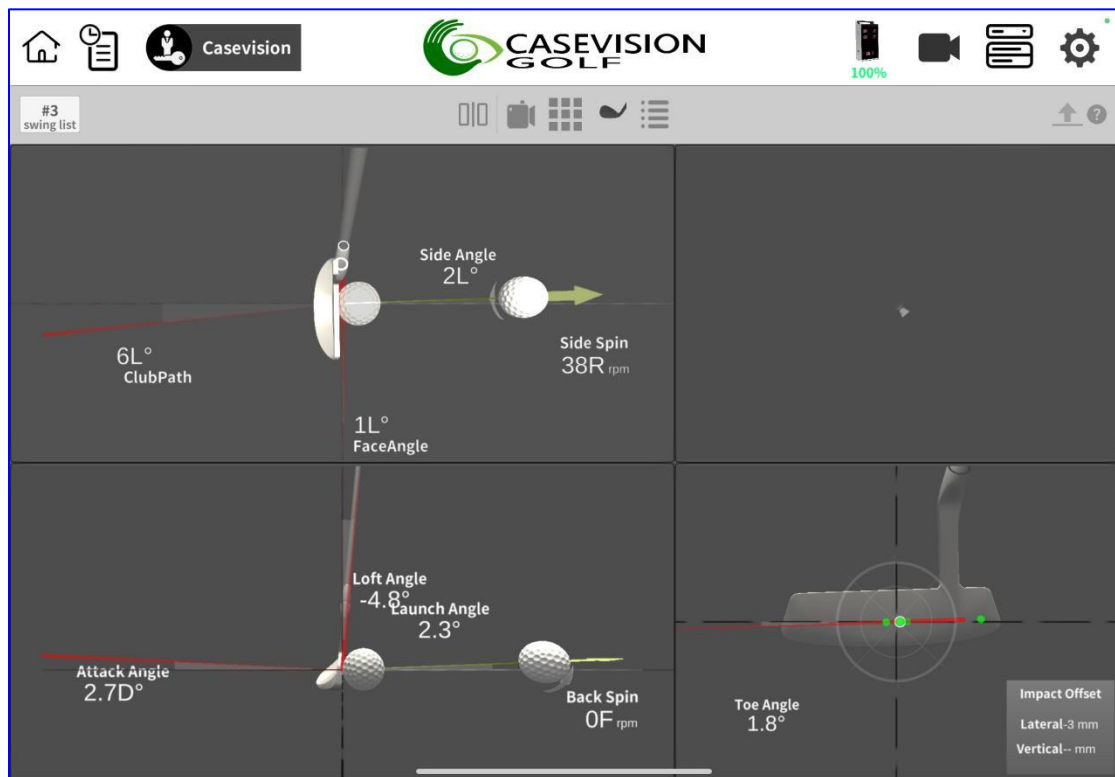 Casevision
CASEVISION
GOLF
100%
#3
swing list
?
Side Angle
2L°
Side Spin
38R rpm
6L°
ClubPath
1L°
FaceAngle
Loft Angle
-4.8°
Launch Angle
2.3°
Attack Angle
2.7D°
Back Spin
0F rpm
Toe Angle
1.8°
Impact Offset
Lateral-3 mm
Vertical-- mm